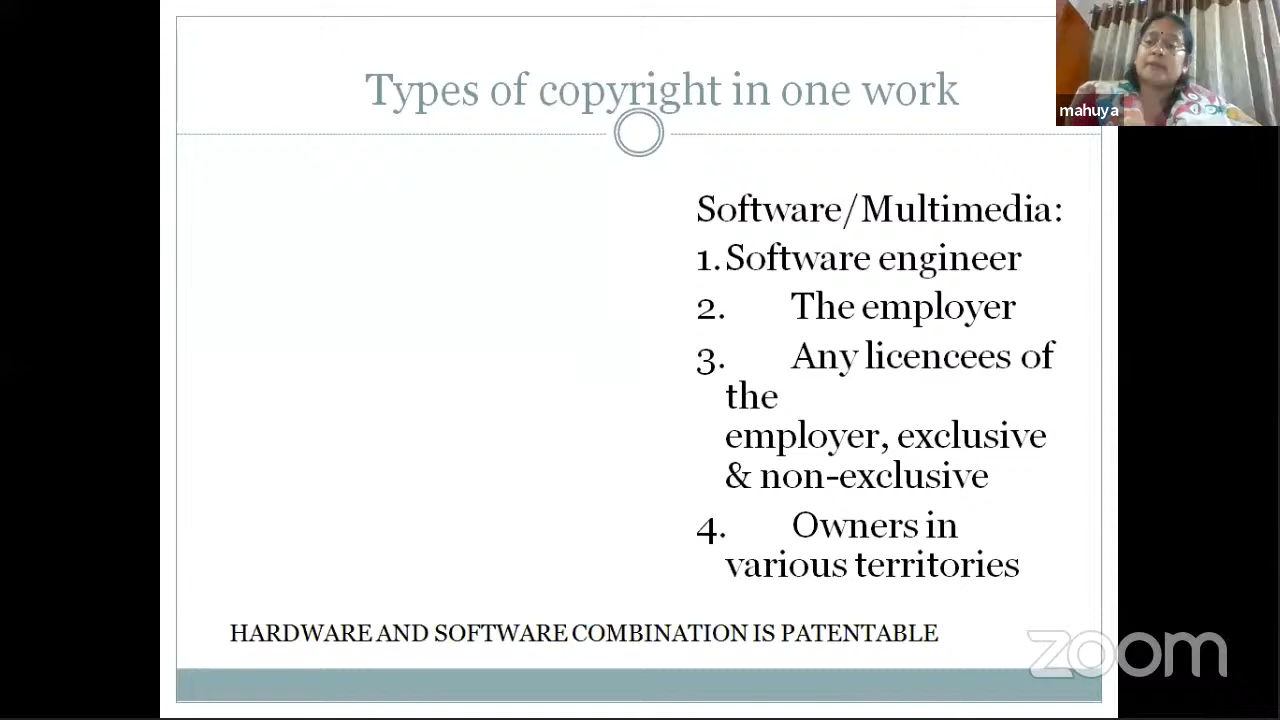 Types of copyright in one work
mahuya
Software/Multimedia:
1. Software engineer
2. The employer
3. Any licencees of
the
employer, exclusive
& non-exclusive
4. Owners in
various territories
HARDWARE AND SOFTWARE COMBINATION IS PATENTABLE
zoom